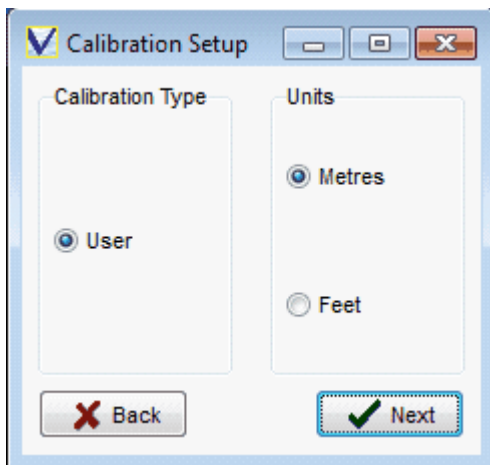 Calibration Setup
Calibration Type
User
Units
Metres
Feet
Back
Next